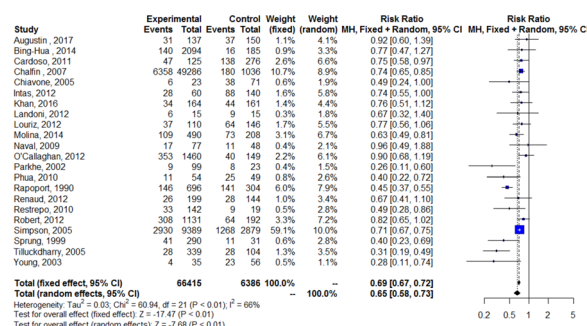 Experimental Control Weight Weight Risk Ratio Risk Ratio
Study Events Total Events Total (fixed) (random) MH, Fixed + Random, 95% CI MH, Fixed + Random, 95% CI
Augustin ,2017 31 137 37 150 1.2% 4.1% 0.92 [0.60; 1.39]
Bing-Hua , 2014 140 2094 16 185 0.9% 3.3% 0.77 [0.47; 1.27]
Cardoso, 2011 47 125 138 276 2.9% 6.8% 0.75 [0.58; 0.97]
Chalfin , 2007 6358 49286 180 1036 10.7% 9.0% 0.74 [0.65; 0.85]
Chiavone, 2005 6 23 38 71 0.6% 2.0% 0.49 [0.24; 1.00]
Intas, 2012 28 60 88 140 2.0% 5.7% 0.74 [0.55; 1.00]
Khan, 2016 34 164 44 161 1.5% 4.6% 0.76 [0.51; 1.12]
Landoni, 2012 6 15 9 15 0.3% 2.0% 0.67 [0.32; 1.40]
Louriz, 2012 37 110 64 146 1.8% 5.3% 0.77 [0.56; 1.06]
Molina, 2014 109 490 73 208 3.1% 6.8% 0.63 [0.49; 0.81]
Naval, 2009 17 77 11 48 0.4% 2.1% 0.96 [0.49; 1.88]
O'Callaghan, 2012 353 1460 40 149 2.2% 6.1% 0.90 [0.68; 1.19]
Parkhe, 2002 9 99 8 23 0.4% 1.4% 0.26 [0.11; 0.60]
Phua, 2010 11 54 25 49 0.8% 2.6% 0.40 [0.22; 0.72]
Rapoport, 1990 146 696 141 304 6.0% 8.1% 0.45 [0.37; 0.55]
Renaud, 2012 26 199 28 144 1.0% 3.4% 0.67 [0.41; 1.10]
Restrepo, 2010 33 142 9 19 0.5% 2.9% 0.49 [0.28; 0.86]
Robert, 2012 308 1131 64 192 3.3% 7.2% 0.82 [0.65; 1.02]
Simpson, 2005 2930 9389 1268 2879 59.1% 10.0% 0.71 [0.67; 0.75]
Sprung, 1999 41 290 11 31 0.6% 2.8% 0.40 [0.23; 0.69]
Tilluckdharry, 2005 28 339 28 104 1.3% 3.5% 0.31 [0.19; 0.49]
Young, 2003 4 35 23 56 0.5% 1.2% 0.28 [0.11; 0.74]
Total (fixed effect, 95% CI) 66415 6386 100.0% -- 0.69 [0.67; 0.72]
Total (random effects, 95% CI) -- 100.0% 0.65 [0.58; 0.73]
Heterogeneity: Tau² = 0.03; Chi² = 60.94, df = 21 (P < 0.01); I² = 66%
Test for overall effect (fixed effect): Z = -17.47 (P < 0.01)
Test for overall effect (random effects): Z = -7.68 (P < 0.01)
0.2 0.5 1 2 5